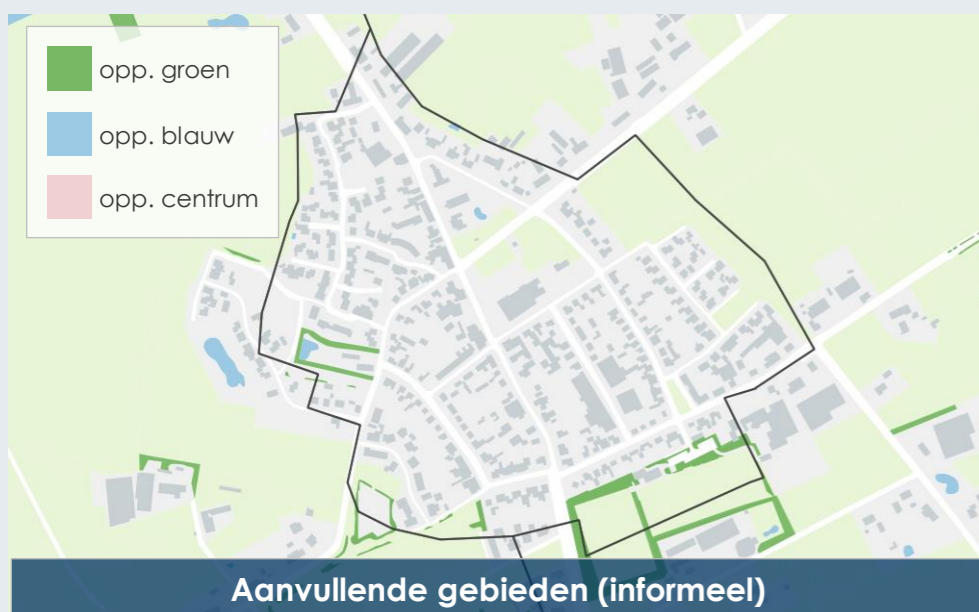 opp. groen
opp. blauw
opp. centrum
Aanvullende gebieden (informeel)